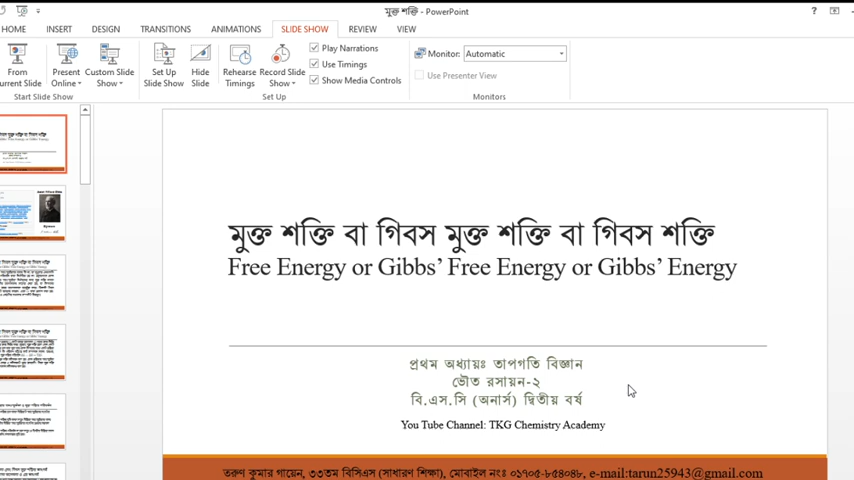 মুক্ত শক্তি - PowerPoint
HOME INSERT DESIGN TRANSITIONS ANIMATIONS SLIDE SHOW REVIEW VIEW
From Current Slide
Present Online
Custom Slide Show
Set Up Slide Show
Hide Slide
Rehearse Timings
Record Slide Show
Play Narrations
Use Timings
Show Media Controls
Monitor: Automatic
Use Presenter View
Start Slide Show
Set Up
Monitors
মুক্ত শক্তি বা গিবস মুক্ত শক্তি বা গিবস শক্তি
Free Energy or Gibbs’ Free Energy or Gibbs’ Energy
প্রথম অধ্যায়ঃ তাপগতি বিজ্ঞান
ভৌত রসায়ন-২
বি.এস.সি (অনার্স) দ্বিতীয় বর্ষ
You Tube Channel: TKG Chemistry Academy
তরুণ কুমার গায়েন, ৩৩তম বিসিএস (সাধারণ শিক্ষা), মোবাইল নংঃ ০১৭০৫-৮৫৪০৪৮, e-mail:tarun25943@gmail.com